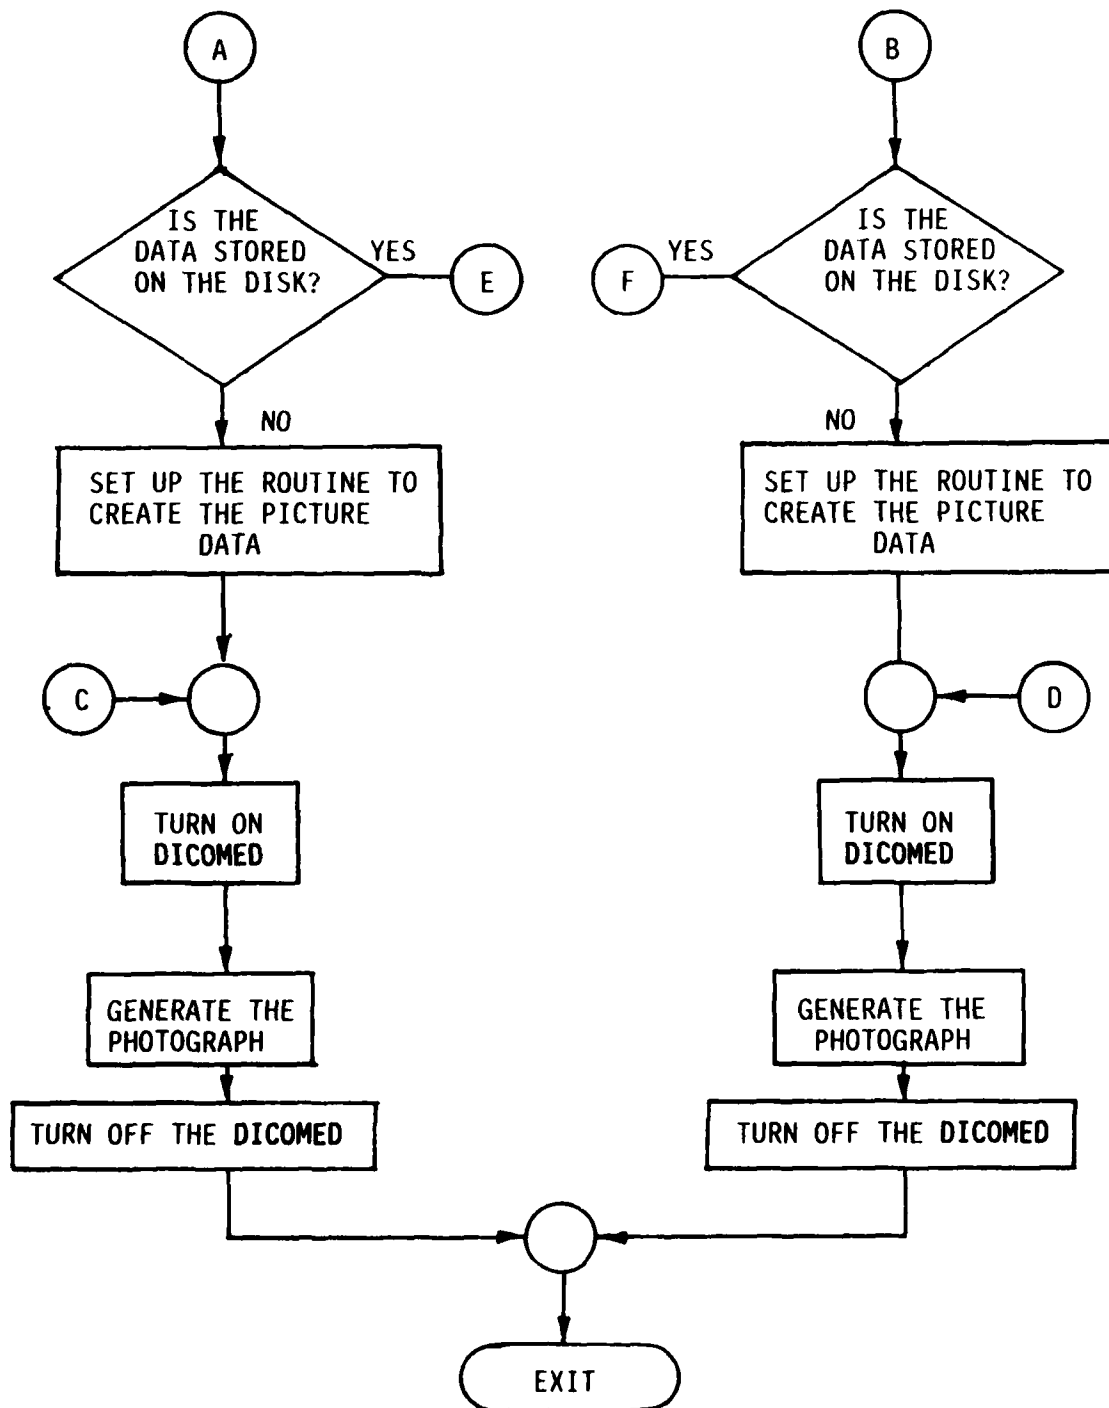 A
B
IS THE
DATA STORED
ON THE DISK?
YES
E
F
YES
IS THE
DATA STORED
ON THE DISK?
NO
NO
SET UP THE ROUTINE TO
CREATE THE PICTURE
DATA
SET UP THE ROUTINE TO
CREATE THE PICTURE
DATA
C
D
TURN ON
DICOMED
TURN ON
DICOMED
GENERATE THE
PHOTOGRAPH
GENERATE THE
PHOTOGRAPH
TURN OFF THE DICOMED
TURN OFF THE DICOMED
EXIT